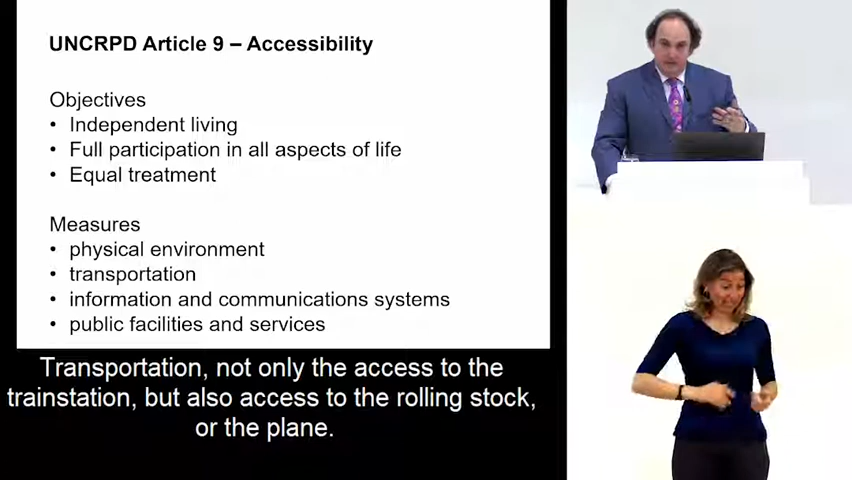 UNCRPD Article 9 – Accessibility
Objectives
• Independent living
• Full participation in all aspects of life
• Equal treatment
Measures
• physical environment
• transportation
• information and communications systems
• public facilities and services
Transportation, not only the access to the
trainstation, but also access to the rolling stock,
or the plane.